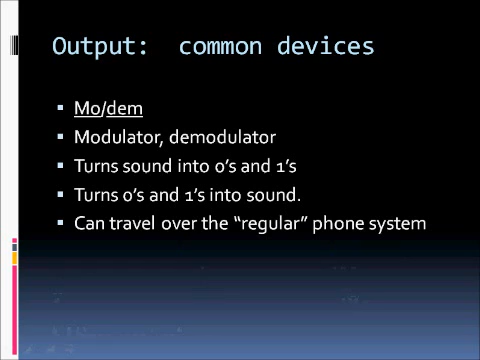 Output:  common devices
Mo/dem
Modulator, demodulator
Turns sound into 0's and 1's
Turns 0's and 1's into sound.
Can travel over the “regular” phone system